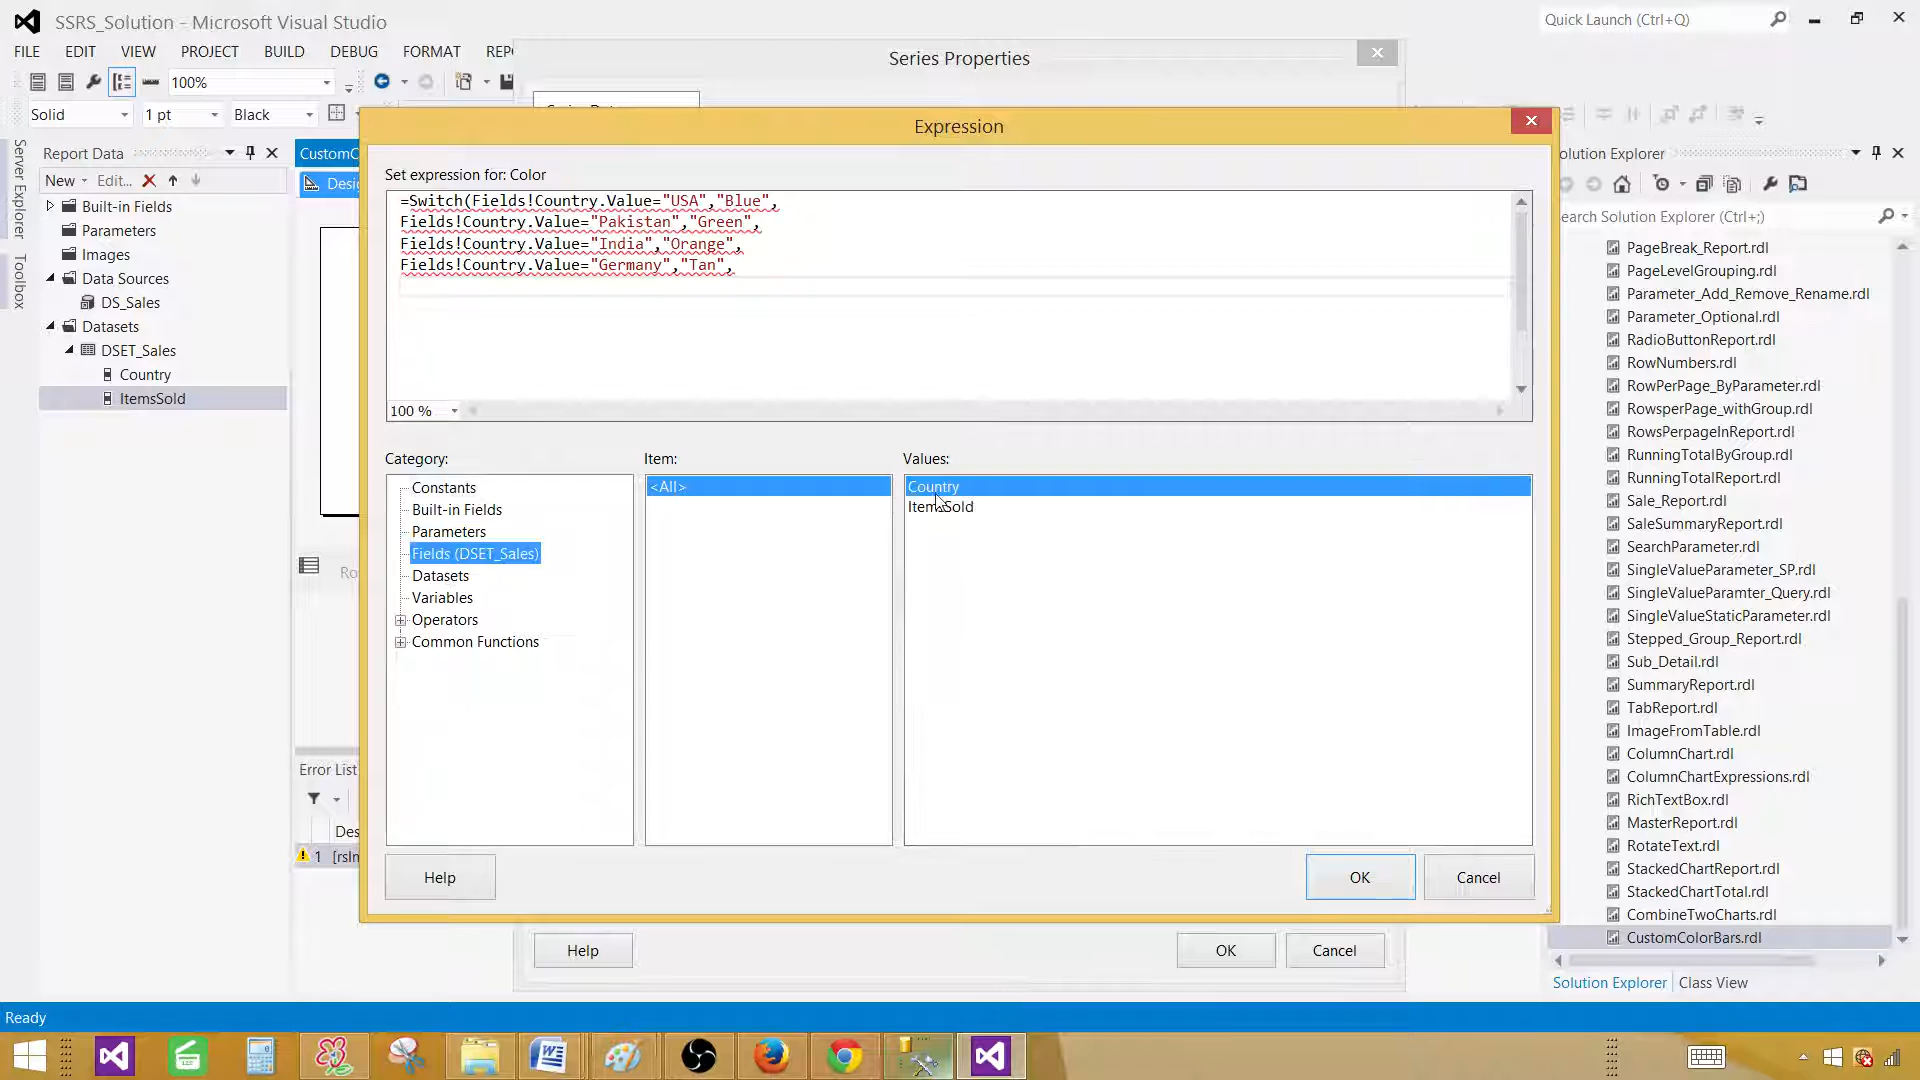 SSRS_Solution - Microsoft Visual Studio
Quick Launch (Ctrl+Q)
FILE EDIT VIEW PROJECT BUILD DEBUG FORMAT
Series Properties
100%
Solid 1 pt Black
Expression
Server Explorer
Toolbox
Report Data
New Edit...
Built-in Fields
Parameters
Images
Data Sources
DS_Sales
Datasets
DSET_Sales
Country
ItemsSold
Set expression for: Color
=Switch(Fields!Country.Value="USA","Blue",
Fields!Country.Value="Pakistan","Green",
Fields!Country.Value="India","Orange",
Fields!Country.Value="Germany","Tan",
100 %
Category:
Constants
Built-in Fields
Parameters
Fields (DSET_Sales)
Datasets
Variables
Operators
Common Functions
Item:
<All>
Values:
Country
ItemsSold
Help OK Cancel
Help OK Cancel
Error List
1
PageBreak_Report.rdl
PageLevelGrouping.rdl
Parameter_Add_Remove_Rename.rdl
Parameter_Optional.rdl
RadioButtonReport.rdl
RowNumbers.rdl
RowPerPage_ByParameter.rdl
RowsperPage_withGroup.rdl
RowsPerpageInReport.rdl
RunningTotalByGroup.rdl
RunningTotalReport.rdl
Sale_Report.rdl
SaleSummaryReport.rdl
SearchParameter.rdl
SingleValueParameter_SP.rdl
SingleValueParamter_Query.rdl
SingleValueStaticParameter.rdl
Stepped_Group_Report.rdl
Sub_Detail.rdl
SummaryReport.rdl
TabReport.rdl
ImageFromTable.rdl
ColumnChart.rdl
ColumnChartExpressions.rdl
RichTextBox.rdl
MasterReport.rdl
RotateText.rdl
StackedChartReport.rdl
StackedChartTotal.rdl
CombineTwoCharts.rdl
CustomColorBars.rdl
Solution Explorer Class View
Ready